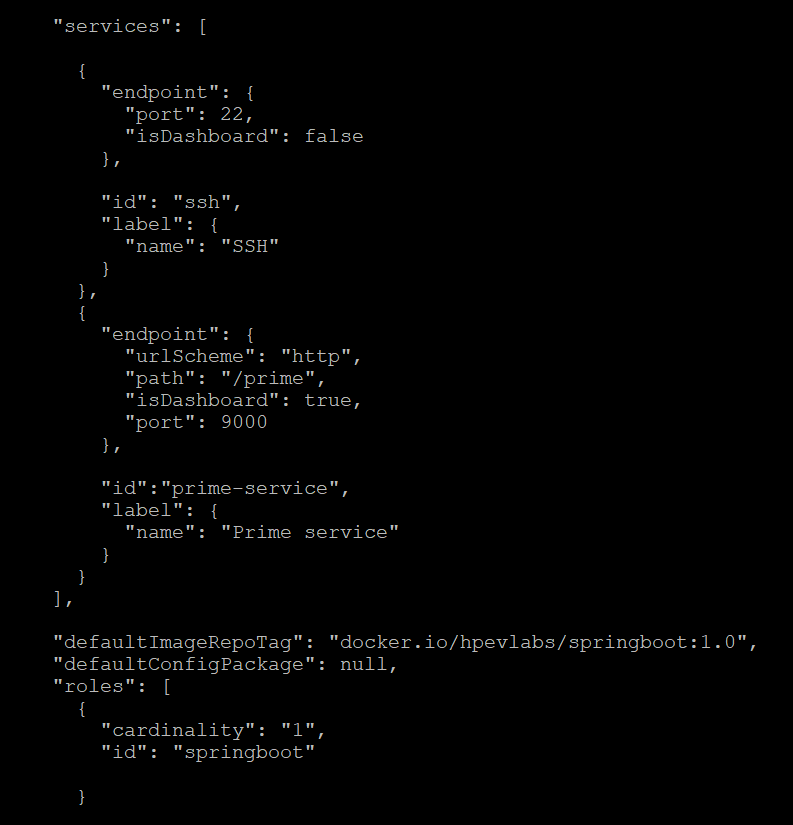 "services": [
{
"endpoint": {
"port": 22,
"isDashboard": false
},
"id": "ssh",
"label": {
"name": "SSH"
}
},
{
"endpoint": {
"urlScheme": "http",
"path": "/prime",
"isDashboard": true,
"port": 9000
},
"id":"prime-service",
"label": {
"name": "Prime service"
}
}
],
"defaultImageRepoTag": "docker.io/hpevlabs/springboot:1.0",
"defaultConfigPackage": null,
"roles": [
{
"cardinality": "1",
"id": "springboot"
}